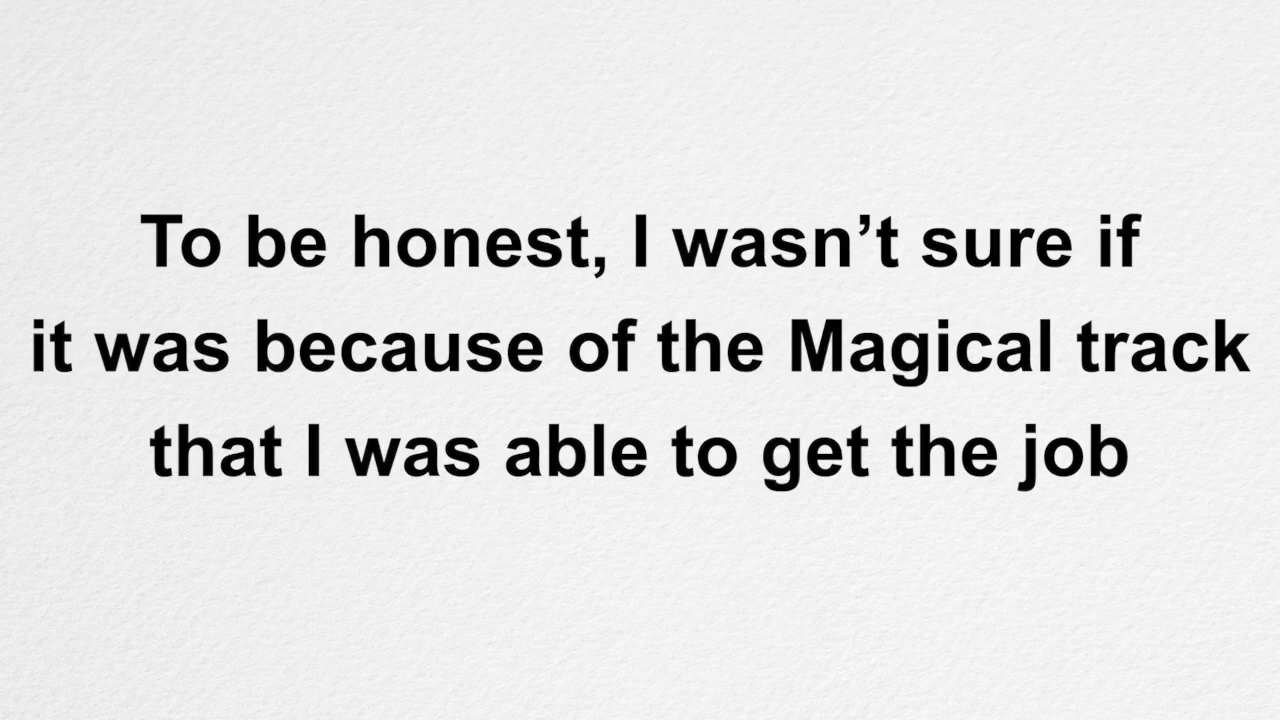 To be honest, I wasn’t sure if
it was because of the Magical track
that I was able to get the job